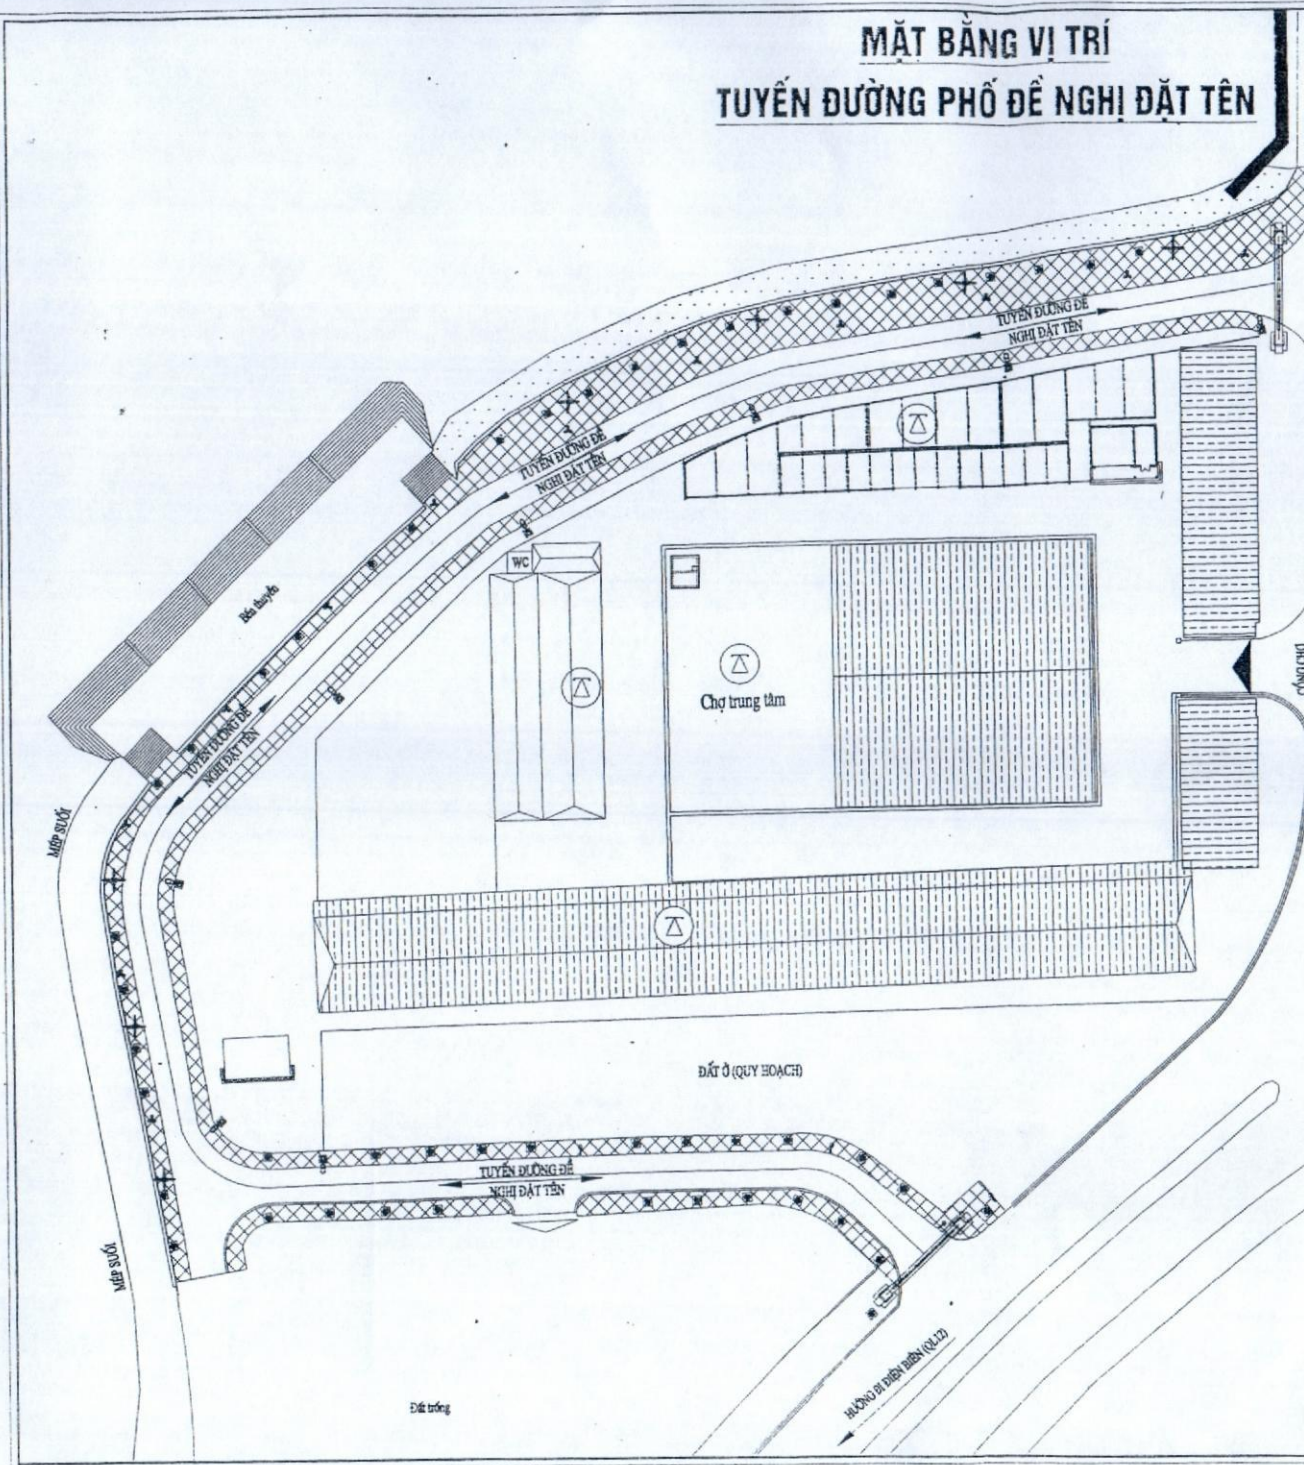 MẶT BẰNG VỊ TRÍ
TUYẾN ĐƯỜNG PHỐ ĐỀ NGHỊ ĐẶT TÊN
TUYẾN ĐƯỜNG ĐỀ
NGHỊ ĐẶT TÊN
TUYẾN ĐƯỜNG ĐỀ
NGHỊ ĐẶT TÊN
WC
Bến thuyền
Chợ trung tâm
TUYẾN ĐƯỜNG ĐỀ
NGHỊ ĐẶT TÊN
MÉP SUỐI
ĐẤT Ở (QUY HOẠCH)
TUYẾN ĐƯỜNG ĐỀ
NGHỊ ĐẶT TÊN
MÉP SUỐI
HƯỚNG ĐI ĐIỆN BIÊN (QL12)
Đất trống